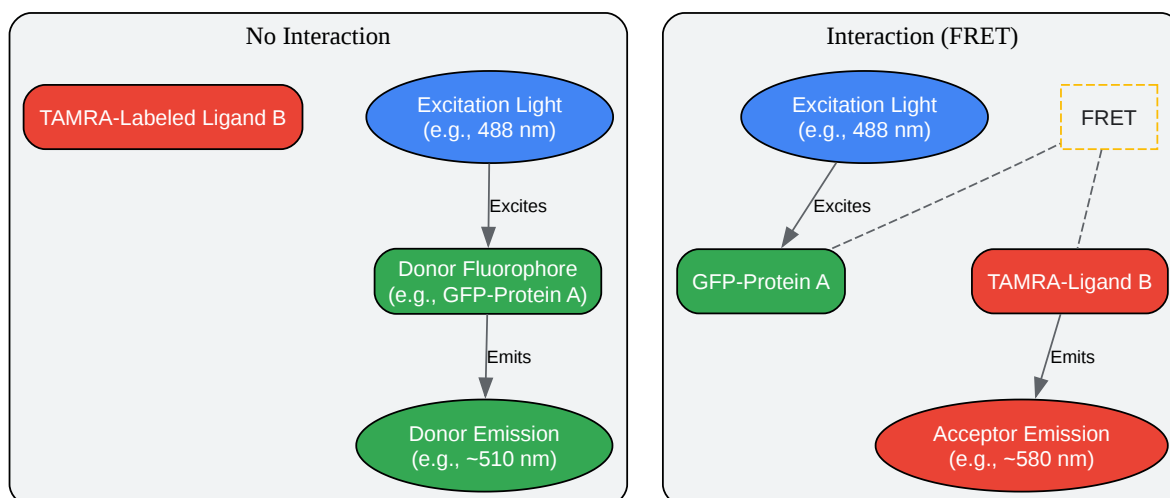 No Interaction
TAMRA-Labeled Ligand B
Excitation Light
(e.g., 488 nm)
Excites
Donor Fluorophore
(e.g., GFP-Protein A)
Emits
Donor Emission
(e.g., ~510 nm)
Interaction (FRET)
Excitation Light
(e.g., 488 nm)
FRET
Excites
GFP-Protein A
TAMRA-Ligand B
Emits
Acceptor Emission
(e.g., ~580 nm)